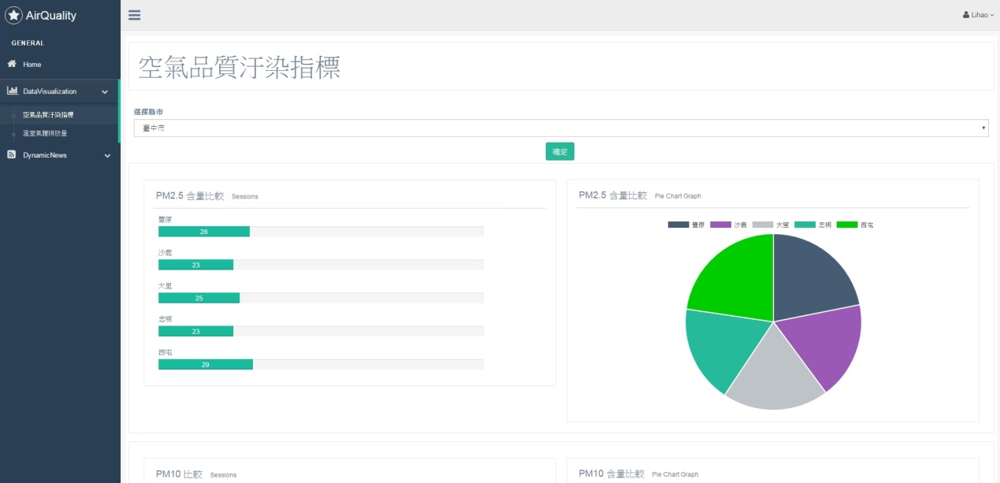 AirQuality
Lihao
GENERAL
Home
DataVisualization
空氣品質汙染指標
溫室氣體排放量
DynamicNews
空氣品質汙染指標
選擇縣市
臺中市
確定
PM2.5 含量比較 Sessions
豐原
28
沙鹿
23
大里
25
忠明
23
西屯
29
PM2.5 含量比較 Pie Chart Graph
豐原 沙鹿 大里 忠明 西屯
PM10 比較 Sessions
PM10 含量比較 Pie Chart Graph